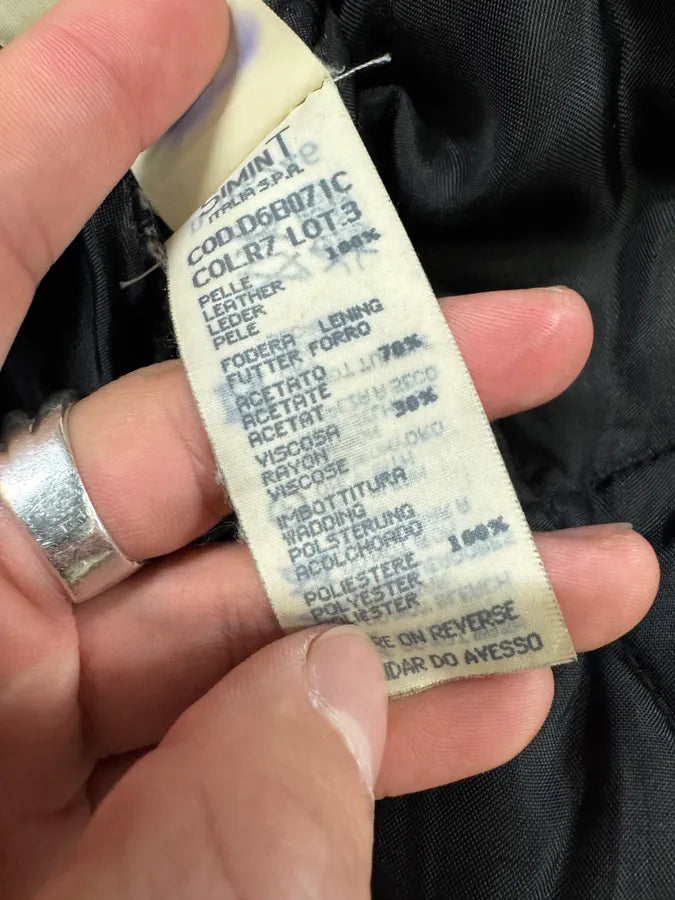 SIMINT
ITALIA S.P.A.
COD.D6B071C
COL.R7 LOT.3
100%
PELLE
LEATHER
LEDER
PELE
FODERA LENING
FUTTER FORRO
70%
ACETATO
ACETATE
ACETAT
30%
VISCOSA
RAYON
VISCOSE
IMBOTTITURA
WADDING
POLSTERUNG
ACOLCHOADO
100%
POLIESTERE
POLYESTER
ON REVERSE
DO AVESSO